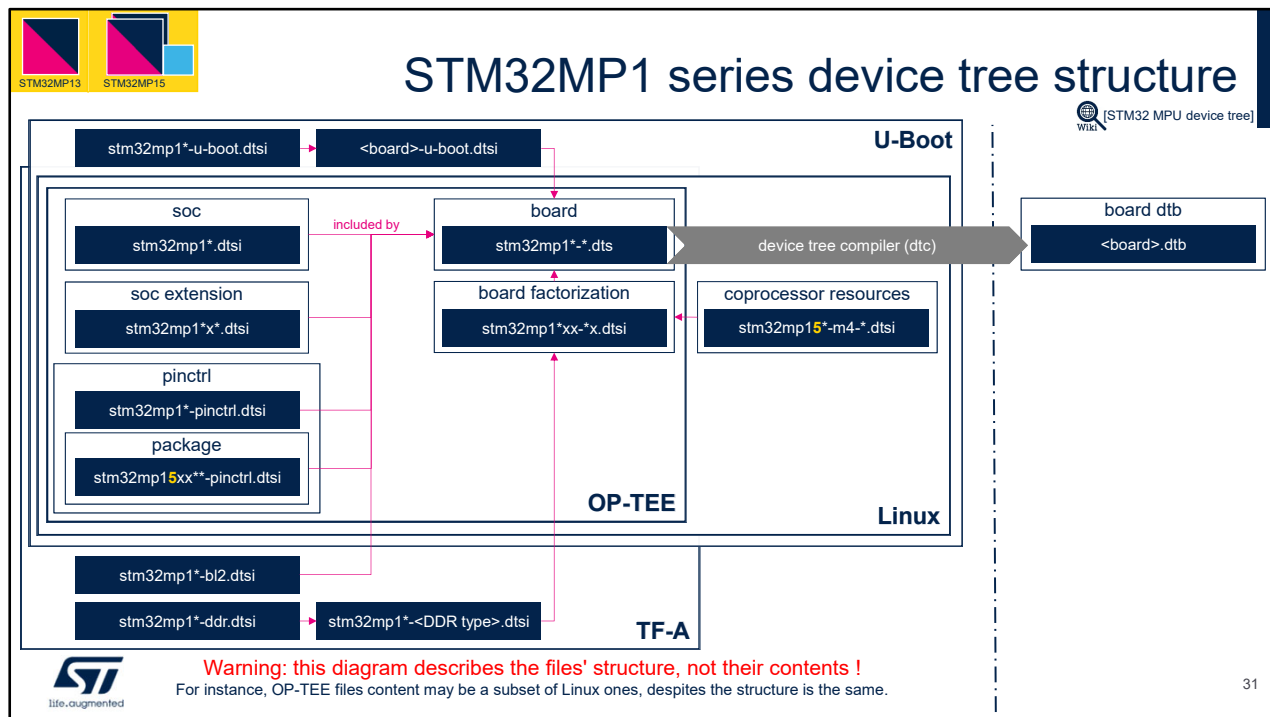 STM32MP13
STM32MP15
STM32MP1 series device tree structure
Wiki
[STM32 MPU device tree]
U-Boot
stm32mp1*-u-boot.dtsi
<board>-u-boot.dtsi
soc
stm32mp1*.dtsi
included by
board
stm32mp1*-*.dts
device tree compiler (dtc)
board dtb
<board>.dtb
soc extension
stm32mp1*x*.dtsi
board factorization
stm32mp1*xx-*x.dtsi
coprocessor resources
stm32mp15*-m4-*.dtsi
pinctrl
stm32mp1*-pinctrl.dtsi
package
stm32mp15xx**-pinctrl.dtsi
OP-TEE
Linux
stm32mp1*-bl2.dtsi
stm32mp1*-ddr.dtsi
stm32mp1*-<DDR type>.dtsi
TF-A
ST
life.augmented
Warning: this diagram describes the files' structure, not their contents !
For instance, OP-TEE files content may be a subset of Linux ones, despites the structure is the same.
31